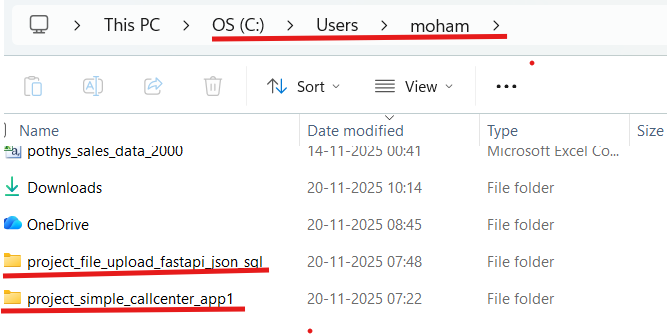 This PC > OS (C:) > Users > moham >
Sort View ...
Name Date modified Type Size
pothys_sales_data_2000 14-11-2025 00:41 Microsoft Excel Co...
Downloads 20-11-2025 10:14 File folder
OneDrive 20-11-2025 08:45 File folder
project_file_upload_fastapi_json_sql 20-11-2025 07:48 File folder
project_simple_callcenter_app1 20-11-2025 07:22 File folder